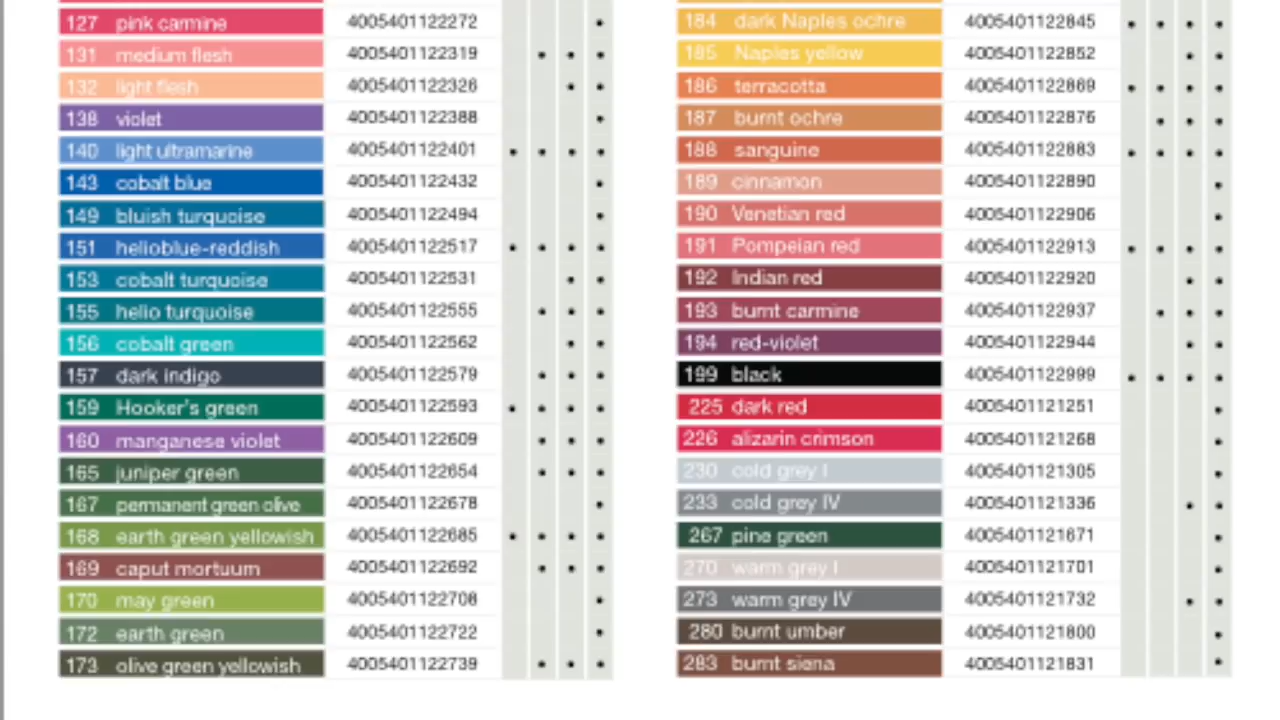 127 pink carmine 4005401122272 •
131 medium flesh 4005401122319 • • •
132 light flesh 4005401122326 • •
138 violet 4005401122388 •
140 light ultramarine 4005401122401 • • • •
143 cobalt blue 4005401122432 •
149 bluish turquoise 4005401122494 •
151 helioblue-reddish 4005401122517 • • • •
153 cobalt turquoise 4005401122531 • •
155 helio turquoise 4005401122555 • • •
156 cobalt green 4005401122562 • •
157 dark indigo 4005401122579 • • •
159 Hooker's green 4005401122593 • • • •
160 manganese violet 4005401122609 • • •
165 juniper green 4005401122654 • • •
167 permanent green olive 4005401122678 •
168 earth green yellowish 4005401122685 • • • •
169 caput mortuum 4005401122692 • • •
170 may green 4005401122708 •
172 earth green 4005401122722 •
173 olive green yellowish 4005401122739 • • •
184 dark Naples ochre 4005401122845 • • • •
185 Naples yellow 4005401122852 • •
186 terracotta 4005401122869 • • • •
187 burnt ochre 4005401122876 • • •
188 sanguine 4005401122883 • • • •
189 cinnamon 4005401122890 •
190 Venetian red 4005401122906 •
191 Pompeian red 4005401122913 • • • •
192 Indian red 4005401122920 • •
193 burnt carmine 4005401122937 • • •
194 red-violet 4005401122944 • •
199 black 4005401122999 • • • •
225 dark red 4005401121251 •
226 alizarin crimson 4005401121268 •
230 cold grey I 4005401121305 •
233 cold grey IV 4005401121336 • •
267 pine green 4005401121671 •
270 warm grey I 4005401121701 •
273 warm grey IV 4005401121732 • •
280 burnt umber 4005401121800 •
283 burnt siena 4005401121831 •